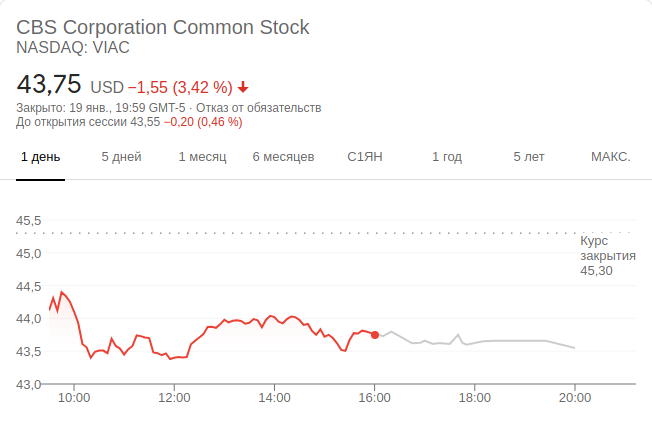 CBS Corporation Common Stock
NASDAQ: VIAC
43,75 USD −1,55 (3,42 %)
Закрыто: 19 янв., 19:59 GMT-5 · Отказ от обязательств
До открытия сессии 43,55 −0,20 (0,46 %)
1 день 5 дней 1 месяц 6 месяцев С1ЯН 1 год 5 лет МАКС.
45,5
Курс
закрытия
45,30
45,0
44,5
44,0
43,5
43,0
10:00 12:00 14:00 16:00 18:00 20:00